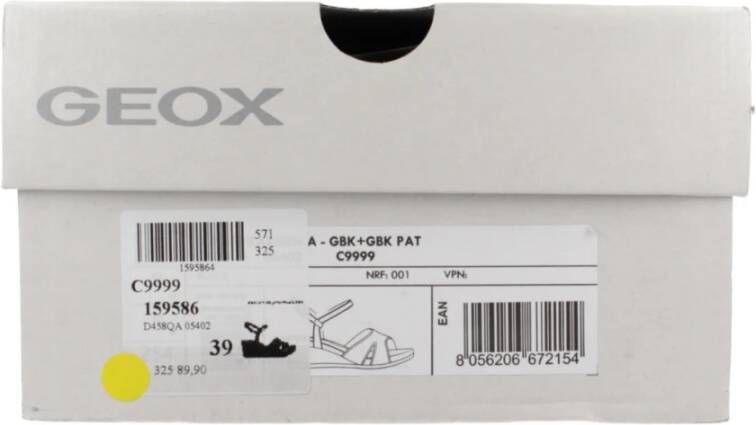 GEOX
571
325
1595864
C9999
159586
D458QA 05402
39
325 89,90
A - GBK+GBK PAT
C9999
NRF: 001 VPN:
EAN
8 056206 672154